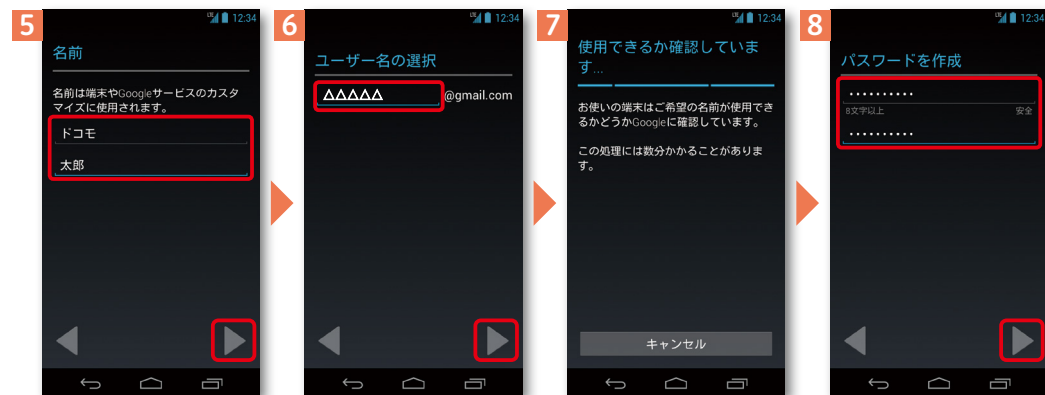 5
12:34
名前
名前は端末やGoogleサービスのカスタ
マイズに使用されます。
ドコモ
太郎
6
12:34
ユーザー名の選択
ΔΔΔΔΔ @gmail.com
7
12:34
使用できるか確認していま
す...
お使いの端末はご希望の名前が使用でき
るかどうかGoogleに確認しています。
この処理には数分かかることがありま
す。
キャンセル
8
12:34
パスワードを作成
••••••••••
8文字以上 安全
••••••••••